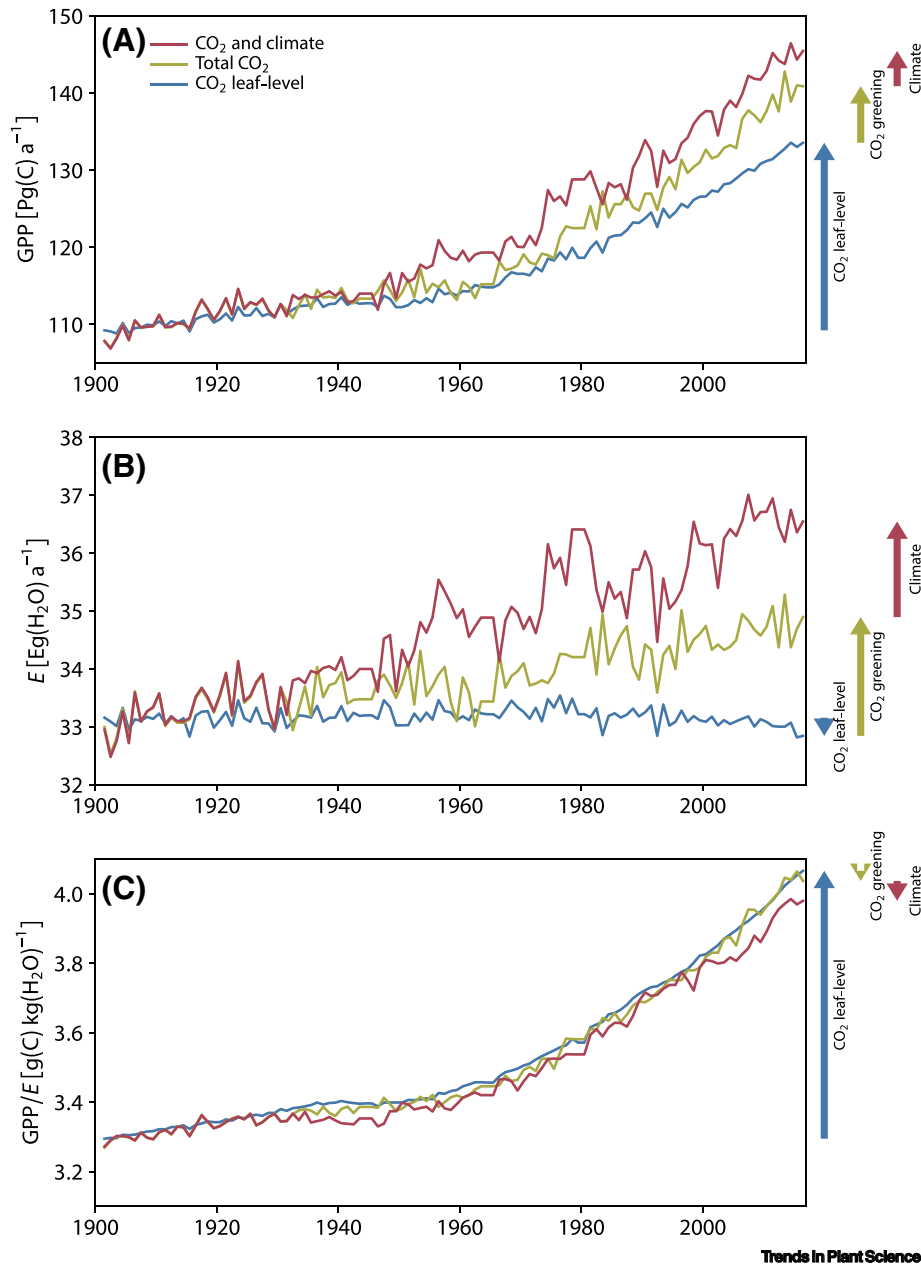 (A)
CO₂ and climate
Total CO₂
CO₂ leaf-level
GPP [Pg(C) a⁻¹]
150
140
130
120
110
1900 1920 1940 1960 1980 2000
CO₂ leaf-level
CO₂ greening
Climate
(B)
E [Eg(H₂O) a⁻¹]
38
37
36
35
34
33
32
1900 1920 1940 1960 1980 2000
CO₂ leaf-level
CO₂ greening
Climate
(C)
GPP/E [g(C) kg(H₂O)⁻¹]
4.0
3.8
3.6
3.4
3.2
1900 1920 1940 1960 1980 2000
CO₂ leaf-level
CO₂ greening
Climate
Trends in Plant Science